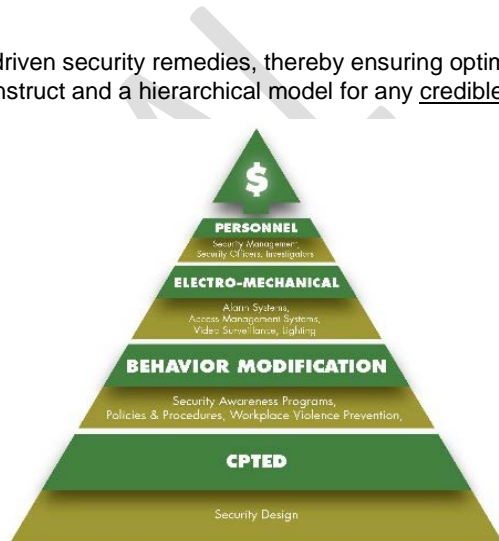 driven security remedies, thereby ensuring optim
nstruct and a hierarchical model for any credible
$
PERSONNEL
Security Management,
Security Officers, Investigators
ELECTRO-MECHANICAL
Alarm Systems,
Access Management Systems,
Video Surveillance, Lighting
BEHAVIOR MODIFICATION
Security Awareness Programs,
Policies & Procedures, Workplace Violence Prevention,
CPTED
Security Design